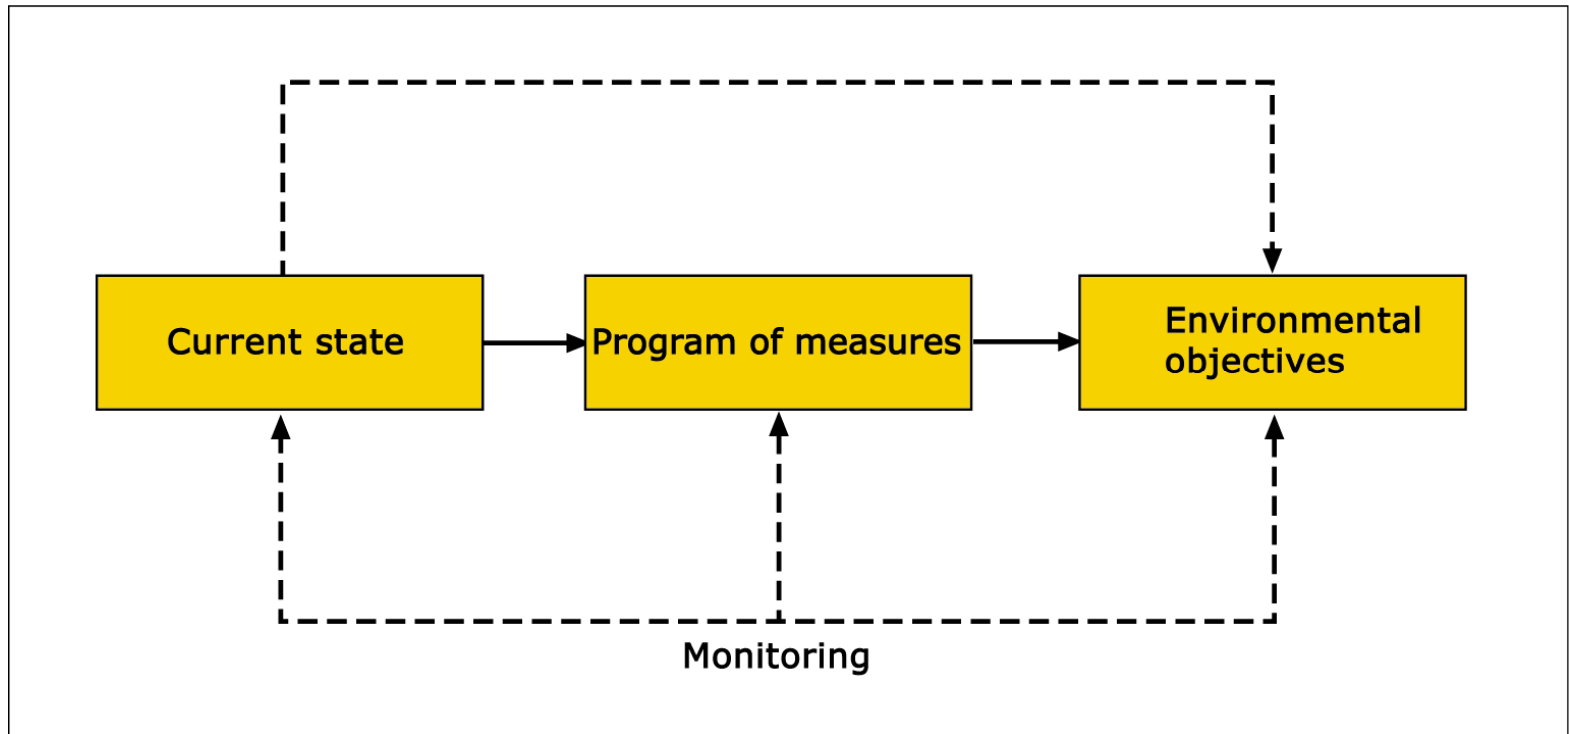 Current state
Program of measures
Environmental
objectives
Monitoring